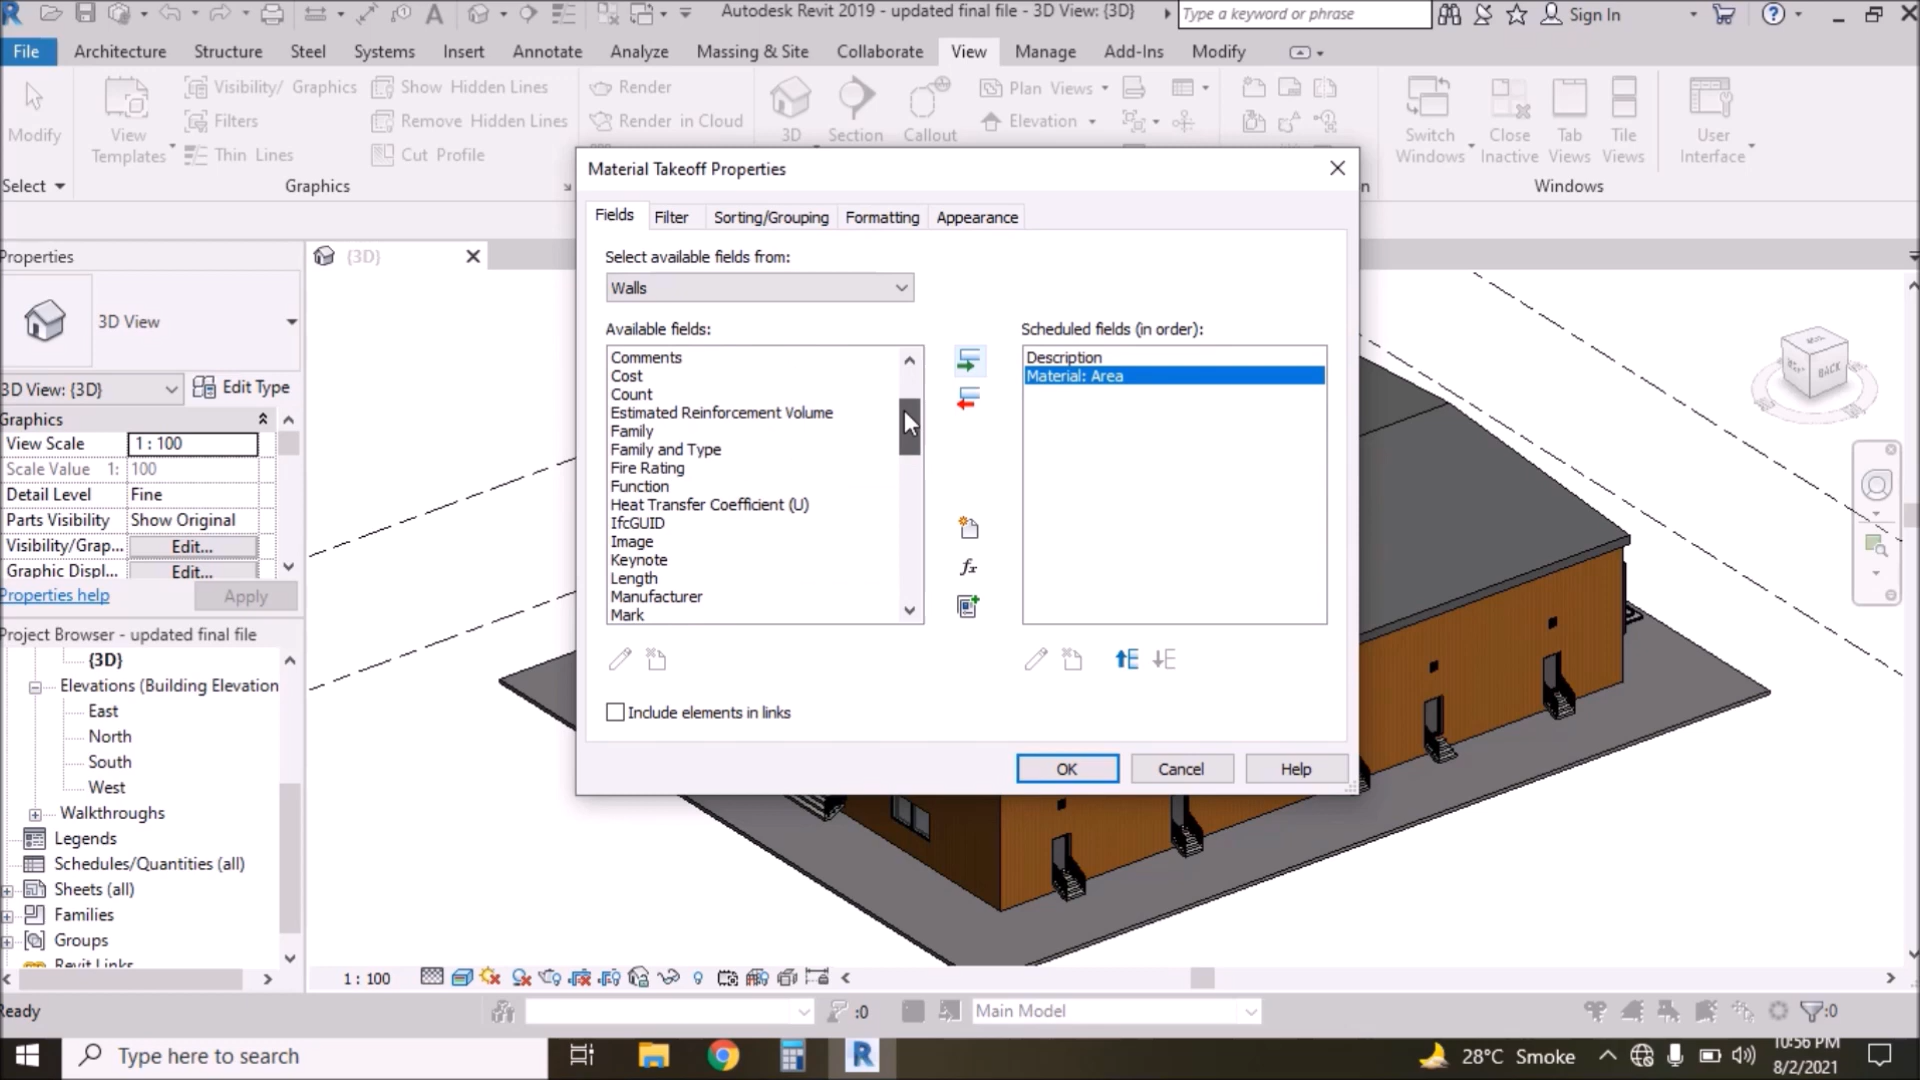 Autodesk Revit 2019 - updated final file - 3D View: {3D}
Type a keyword or phrase
Sign In
File Architecture Structure Steel Systems Insert Annotate Analyze Massing & Site Collaborate View Manage Add-Ins Modify
Modify
View
Templates
Visibility/ Graphics
Filters
Thin Lines
Show Hidden Lines
Remove Hidden Lines
Cut Profile
Render
Render in Cloud
3D
Section
Callout
Plan Views
Elevation
Switch
Windows
Close
Inactive
Tab
Views
Tile
Views
User
Interface
Select
Graphics
Windows
Properties
3D View
3D View: {3D}
Edit Type
Graphics
View Scale 1 : 100
Scale Value 1: 100
Detail Level Fine
Parts Visibility Show Original
Visibility/Grap... Edit...
Graphic Displ... Edit...
Properties help
Apply
Project Browser - updated final file
{3D}
Elevations (Building Elevation
East
North
South
West
Walkthroughs
Legends
Schedules/Quantities (all)
Sheets (all)
Families
Groups
Revit Links
{3D}
Material Takeoff Properties
Fields Filter Sorting/Grouping Formatting Appearance
Select available fields from:
Walls
Available fields:
Comments
Cost
Count
Estimated Reinforcement Volume
Family
Family and Type
Fire Rating
Function
Heat Transfer Coefficient (U)
IfcGUID
Image
Keynote
Length
Manufacturer
Mark
fx
Scheduled fields (in order):
Description
Material: Area
Include elements in links
OK Cancel Help
BACK
1 : 100
Ready
:0
Main Model
:0
Type here to search
28°C Smoke
10:56 PM
8/2/2021